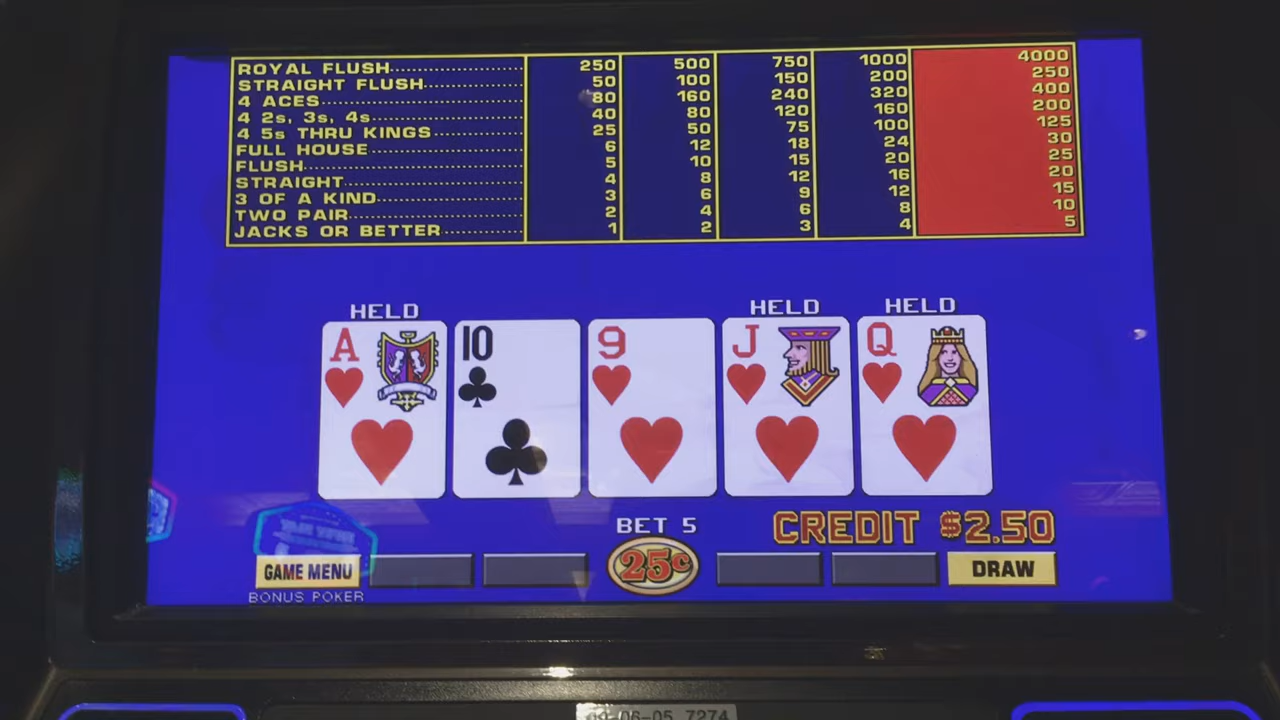 ROYAL FLUSH 250 500 750 1000 4000
STRAIGHT FLUSH 50 100 150 200 250
4 ACES 80 160 240 320 400
4 2s, 3s, 4s 40 80 120 160 200
4 5s THRU KINGS 25 50 75 100 125
FULL HOUSE 6 12 18 24 30
FLUSH 5 10 15 20 25
STRAIGHT 4 8 12 16 20
3 OF A KIND 3 6 9 12 15
TWO PAIR 2 4 6 8 10
JACKS OR BETTER 1 2 3 4 5
HELD HELD HELD
A 10 9 J Q
BET 5 CREDIT $2.50
GAME MENU 25¢ DRAW
BONUS POKER
06-05 7274